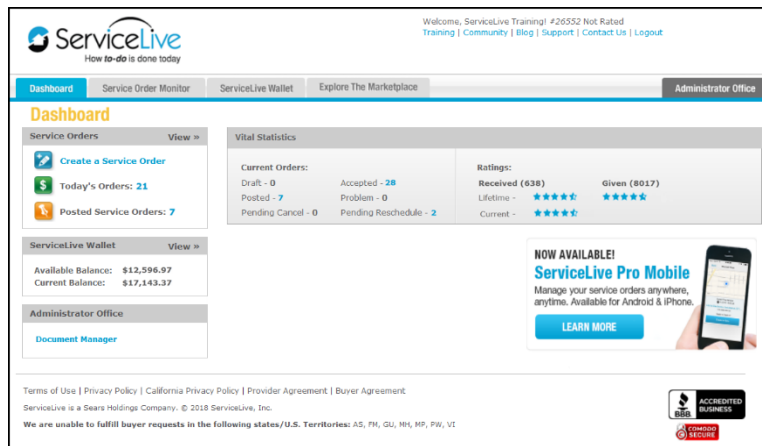 ServiceLive
How to-do is done today
Welcome, ServiceLive Training! #26552 Not Rated
Training | Community | Blog | Support | Contact Us | Logout
Dashboard
Service Order Monitor
ServiceLive Wallet
Explore The Marketplace
Administrator Office
Dashboard
Service Orders View »
Create a Service Order
Today's Orders: 21
Posted Service Orders: 7
Vital Statistics
Current Orders:
Draft - 0 Accepted - 28
Posted - 7 Problem - 0
Pending Cancel - 0 Pending Reschedule - 2
Ratings:
Received (638) Given (8017)
Lifetime -
Current -
ServiceLive Wallet View »
Available Balance: $12,596.97
Current Balance: $17,143.37
Administrator Office
Document Manager
NOW AVAILABLE!
ServiceLive Pro Mobile
Manage your service orders anywhere,
anytime. Available for Android & iPhone.
LEARN MORE
Terms of Use | Privacy Policy | California Privacy Policy | Provider Agreement | Buyer Agreement
ServiceLive is a Sears Holdings Company. © 2018 ServiceLive, Inc.
We are unable to fulfill buyer requests in the following states/U.S. Territories: AS, FM, GU, MH, MP, PW, VI
BBB
ACCREDITED
BUSINESS
COMODO
SECURE